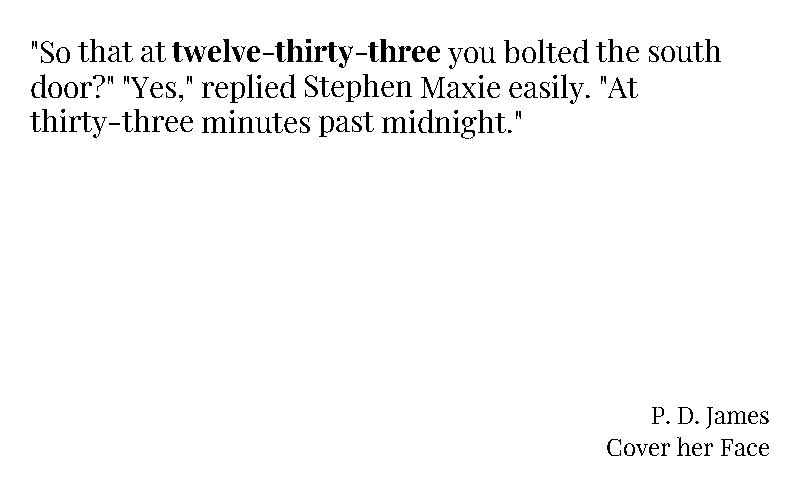 "So that at twelve-thirty-three you bolted the south
door?" "Yes," replied Stephen Maxie easily. "At
thirty-three minutes past midnight."
P. D. James
Cover her Face